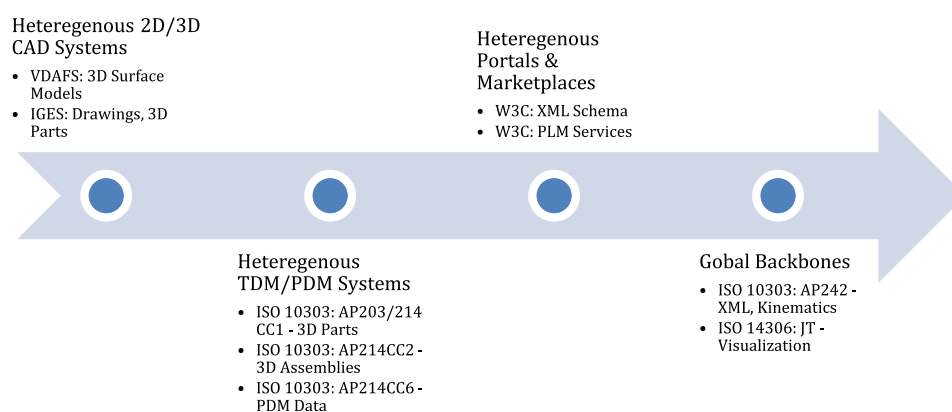 Heteregenous 2D/3D
CAD Systems
• VDAFS: 3D Surface
Models
• IGES: Drawings, 3D
Parts
Heteregenous
TDM/PDM Systems
• ISO 10303: AP203/214
CC1 - 3D Parts
• ISO 10303: AP214CC2 -
3D Assemblies
• ISO 10303: AP214CC6 -
PDM Data
Heteregenous
Portals &
Marketplaces
• W3C: XML Schema
• W3C: PLM Services
Gobal Backbones
• ISO 10303: AP242 -
XML, Kinematics
• ISO 14306: JT -
Visualization